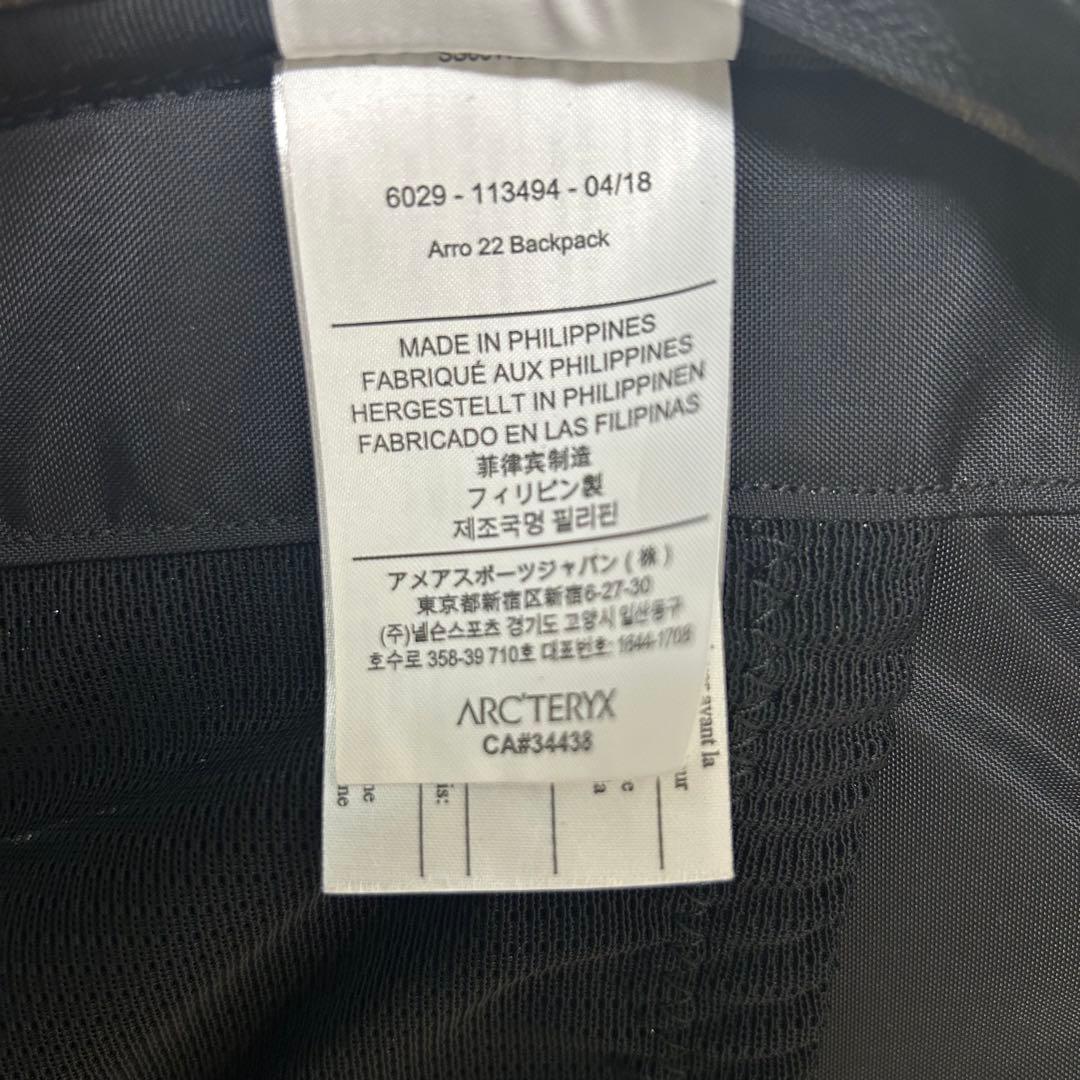 6029 - 113494 - 04/18
Arro 22 Backpack
MADE IN PHILIPPINES
FABRIQUÉ AUX PHILIPPINES
HERGESTELLT IN PHILIPPINEN
FABRICADO EN LAS FILIPINAS
菲律宾制造
フィリピン製
제조국명 필리핀
アメアスポーツジャパン ( 株 )
東京都新宿区新宿6-27-30
(주)넬슨스포츠 경기도 고양시 일산동구
호수로 358-39 710호 대표번호: 1644-1708
ARC'TERYX
CA#34438
avant la